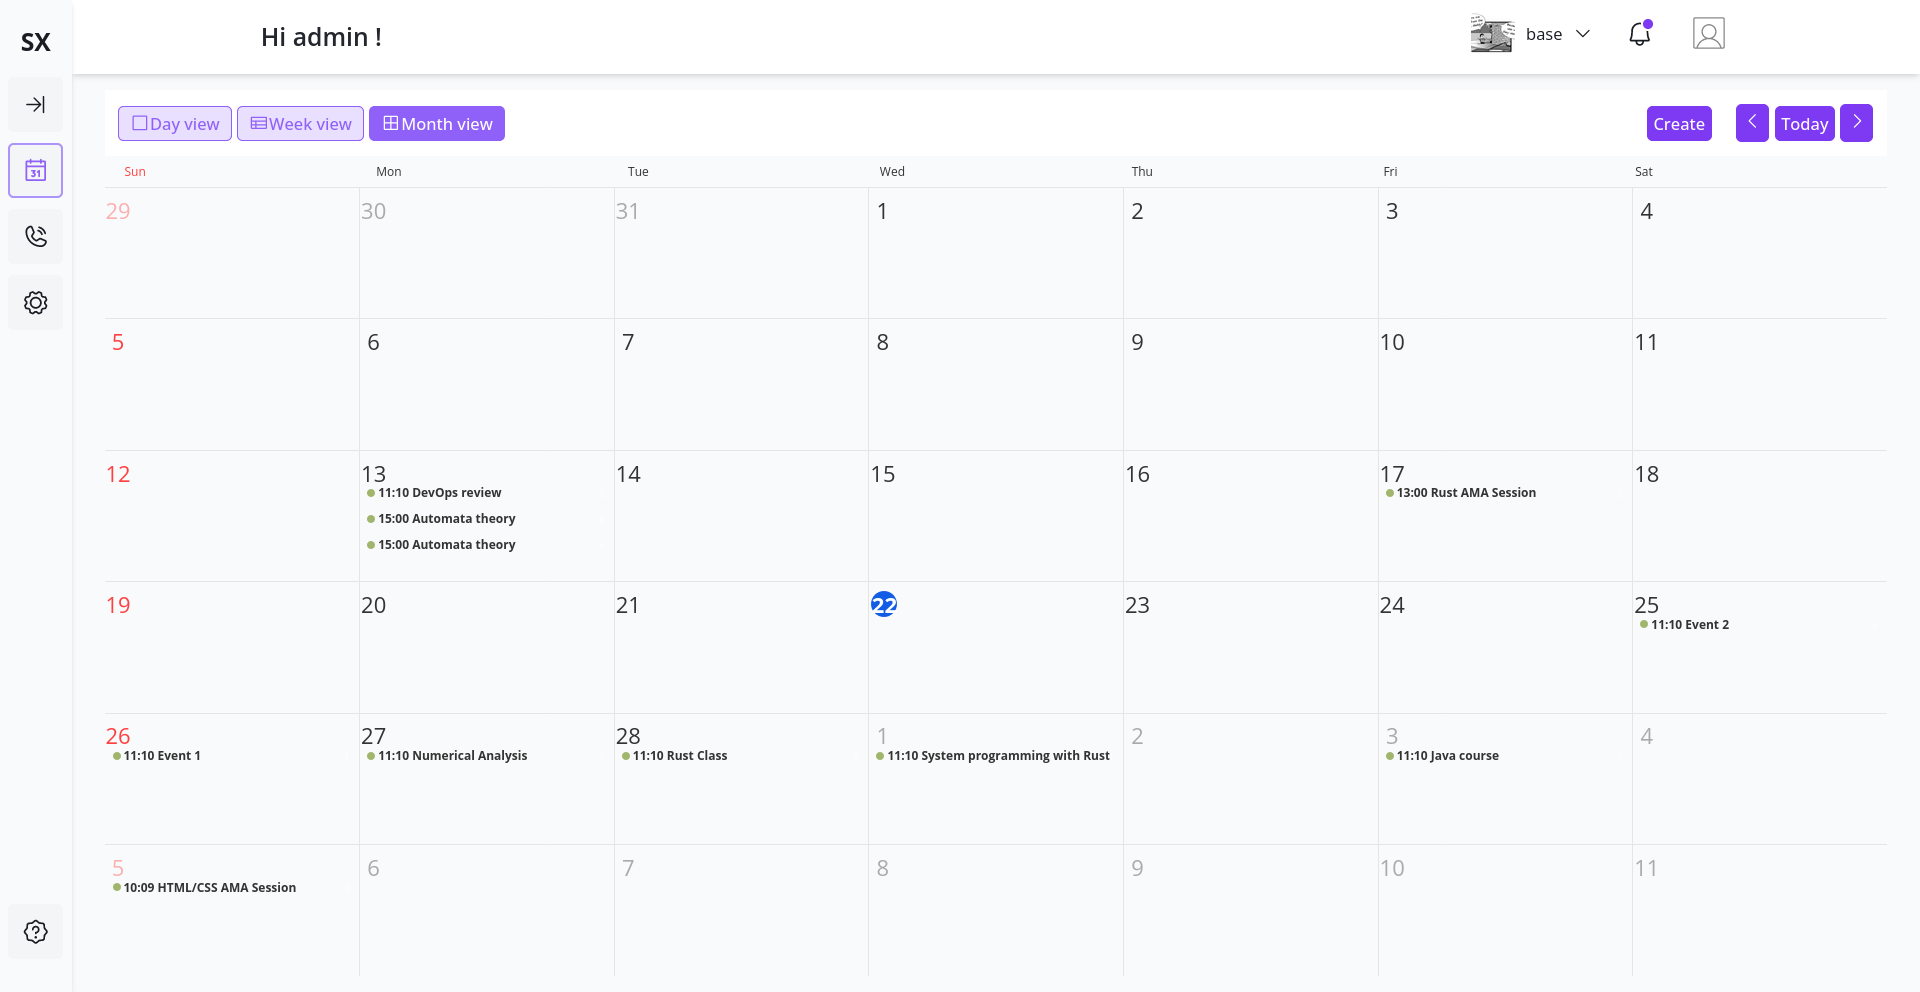 SX
Hi admin !
base
Day view
Week view
Month view
Create
Today
Sun Mon Tue Wed Thu Fri Sat
29 30 31 1 2 3 4
5 6 7 8 9 10 11
12 13 14 15 16 17 18
11:10 DevOps review
15:00 Automata theory
15:00 Automata theory
13:00 Rust AMA Session
19 20 21 22 23 24 25
11:10 Event 2
26 27 28 1 2 3 4
11:10 Event 1
11:10 Numerical Analysis
11:10 Rust Class
11:10 System programming with Rust
11:10 Java course
5 6 7 8 9 10 11
10:09 HTML/CSS AMA Session
31